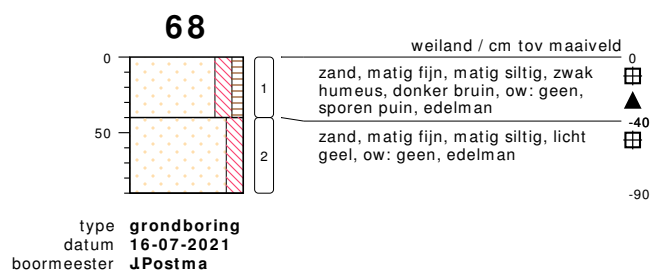 68
weiland / cm tov maaiveld
0
0
zand, matig fijn, matig siltig, zwak
humeus, donker bruin, ow: geen,
sporen puin, edelman
1
-40
50
zand, matig fijn, matig siltig, licht
geel, ow: geen, edelman
2
-90
type grondboring
datum 16-07-2021
boormeester JPostma